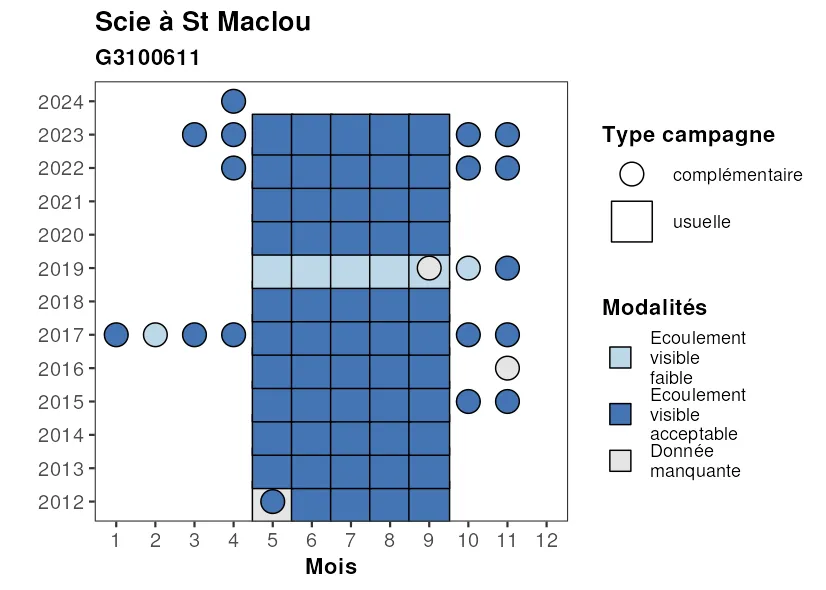 Scie à St Maclou
G3100611
2024
2023
2022
2021
2020
2019
2018
2017
2016
2015
2014
2013
2012
1 2 3 4 5 6 7 8 9 10 11 12
Mois
Type campagne
complémentaire
usuelle
Modalités
Ecoulement
visible
faible
Ecoulement
visible
acceptable
Donnée
manquante